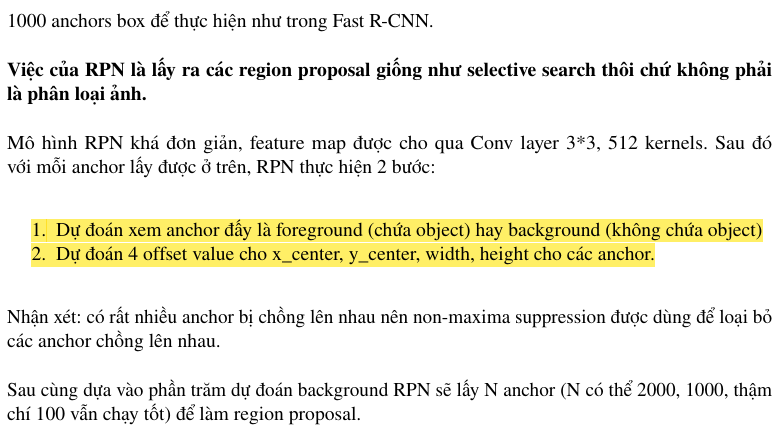 1000 anchors box để thực hiện như trong Fast R-CNN.
Việc của RPN là lấy ra các region proposal giống như selective search thôi chứ không phải
là phân loại ảnh.
Mô hình RPN khá đơn giản, feature map được cho qua Conv layer 3*3, 512 kernels. Sau đó
với mỗi anchor lấy được ở trên, RPN thực hiện 2 bước:
1. Dự đoán xem anchor đấy là foreground (chứa object) hay background (không chứa object)
2. Dự đoán 4 offset value cho x_center, y_center, width, height cho các anchor.
Nhận xét: có rất nhiều anchor bị chồng lên nhau nên non-maxima suppression được dùng để loại bỏ
các anchor chồng lên nhau.
Sau cùng dựa vào phần trăm dự đoán background RPN sẽ lấy N anchor (N có thể 2000, 1000, thậm
chí 100 vẫn chạy tốt) để làm region proposal.